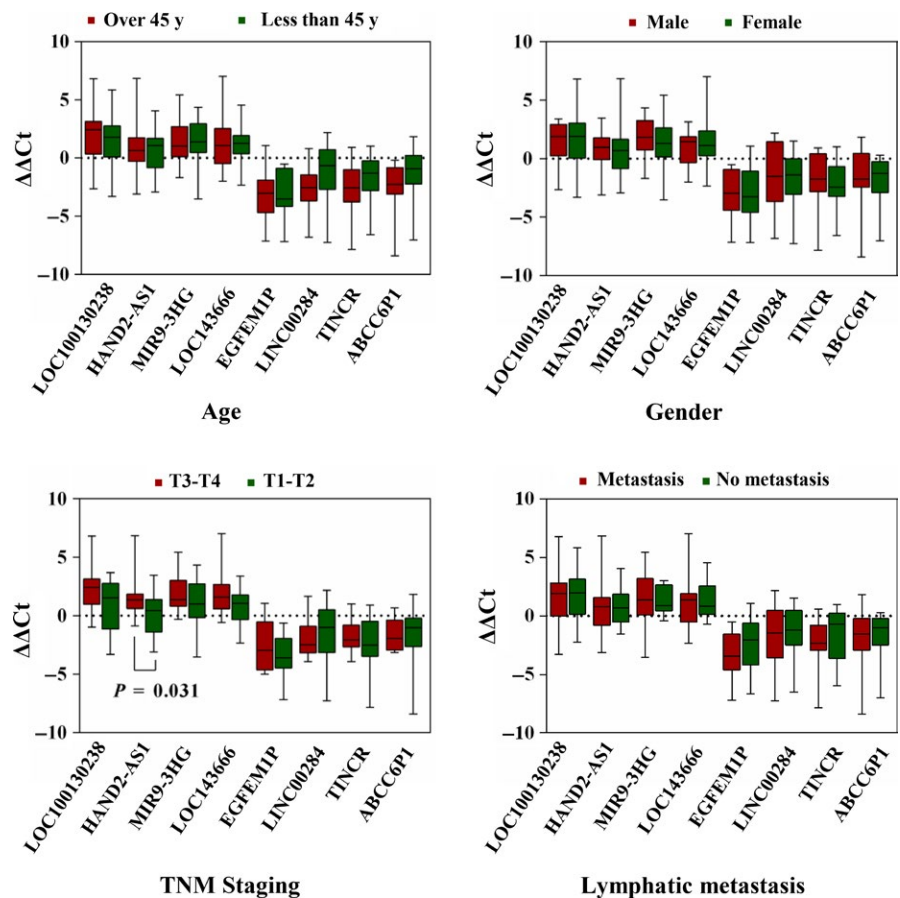 Over 45 y Less than 45 y
10
5
0
−5
−10
ΔΔCt
LOC100130238
HAND2-AS1
MIR9-3HG
LOC143666
EGFEM1P
LINC00284
TINCR
ABCC6P1
Age
Male Female
10
5
0
−5
−10
ΔΔCt
LOC100130238
HAND2-AS1
MIR9-3HG
LOC143666
EGFEM1P
LINC00284
TINCR
ABCC6P1
Gender
T3-T4 T1-T2
10
5
0
−5
−10
ΔΔCt
P = 0.031
LOC100130238
HAND2-AS1
MIR9-3HG
LOC143666
EGFEM1P
LINC00284
TINCR
ABCC6P1
TNM Staging
Metastasis No metastasis
10
5
0
−5
−10
ΔΔCt
LOC100130238
HAND2-AS1
MIR9-3HG
LOC143666
EGFEM1P
LINC00284
TINCR
ABCC6P1
Lymphatic metastasis